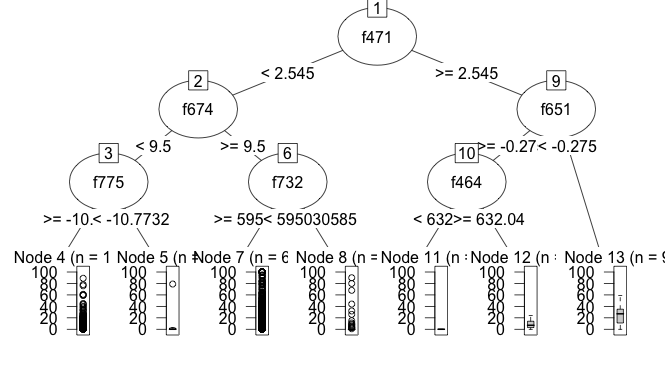 1
f471
< 2.545
>= 2.545
2
f674
9
f651
< 9.5
>= 9.5
>= -0.27
< -0.275
3
f775
6
f732
10
f464
>= -10.
< -10.7732
>= 595
< 595030585
< 632
>= 632.04
Node 4 (n = 1
Node 5 (n
Node 7 (n = 6
Node 8 (n =
Node 11 (n
Node 12 (n
Node 13 (n = 9
100 100 100 100 100 100 100
80 80 80 80 80 80 80
60 60 60 60 60 60 60
40 40 40 40 40 40 40
20 20 20 20 20 20 20
0 0 0 0 0 0 0